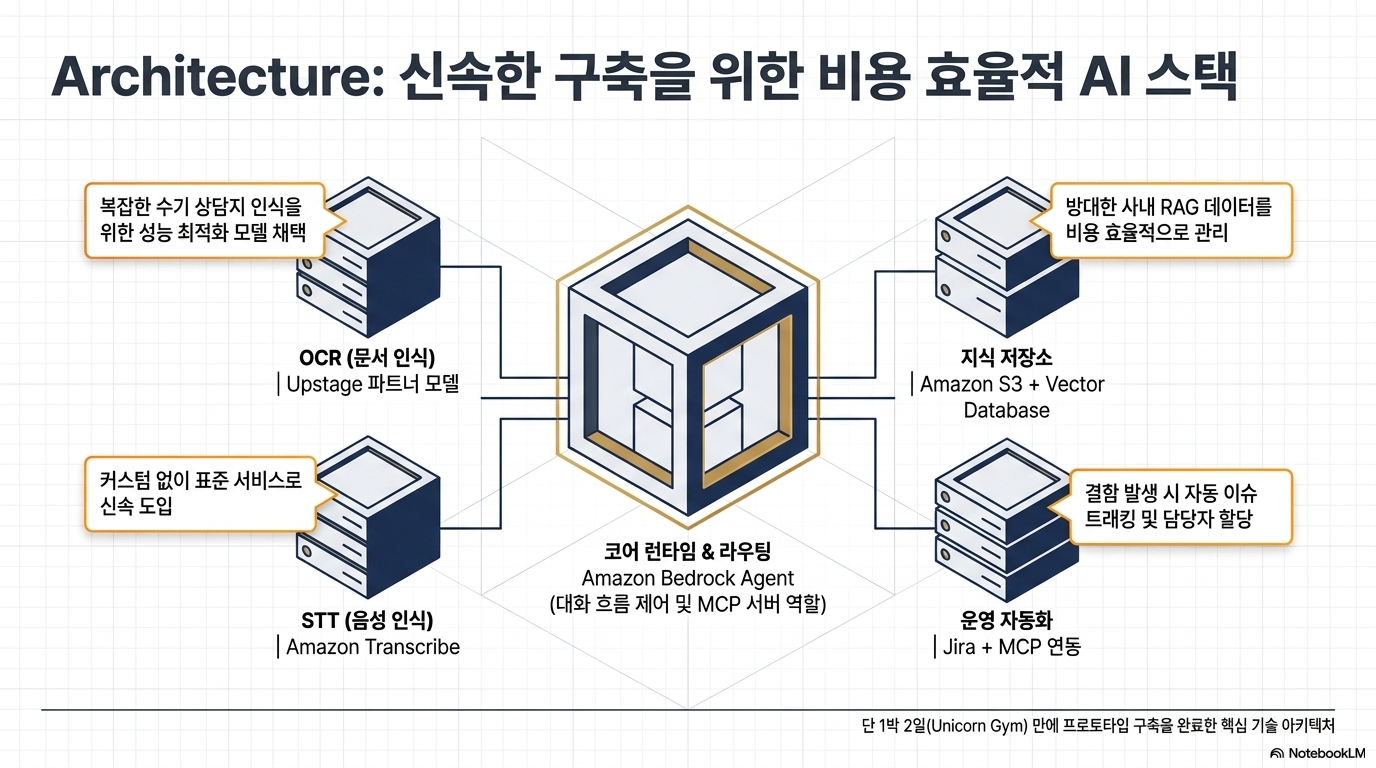 Architecture: 신속한 구축을 위한 비용 효율적 AI 스택
복잡한 수기 상담지 인식을
위한 성능 최적화 모델 채택
OCR (문서 인식)
| Upstage 파트너 모델
커스텀 없이 표준 서비스로
신속 도입
STT (음성 인식)
| Amazon Transcribe
코어 런타임 & 라우팅
Amazon Bedrock Agent
(대화 흐름 제어 및 MCP 서버 역할)
방대한 사내 RAG 데이터를
비용 효율적으로 관리
지식 저장소
| Amazon S3 + Vector
Database
결함 발생 시 자동 이슈
트래킹 및 담당자 할당
운영 자동화
| Jira + MCP 연동
단 1박 2일(Unicorn Gym) 만에 프로토타입 구축을 완료한 핵심 기술 아키텍처
NotebookLM